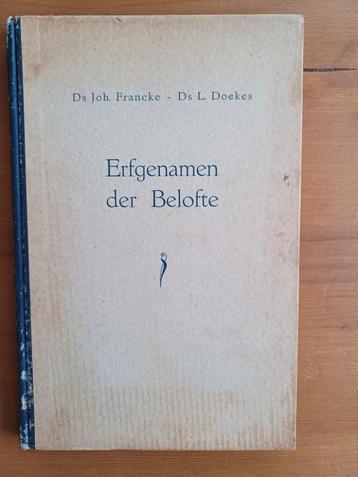 Ds Joh. Francke - Ds L. Doekes
Erfgenamen
der Belofte